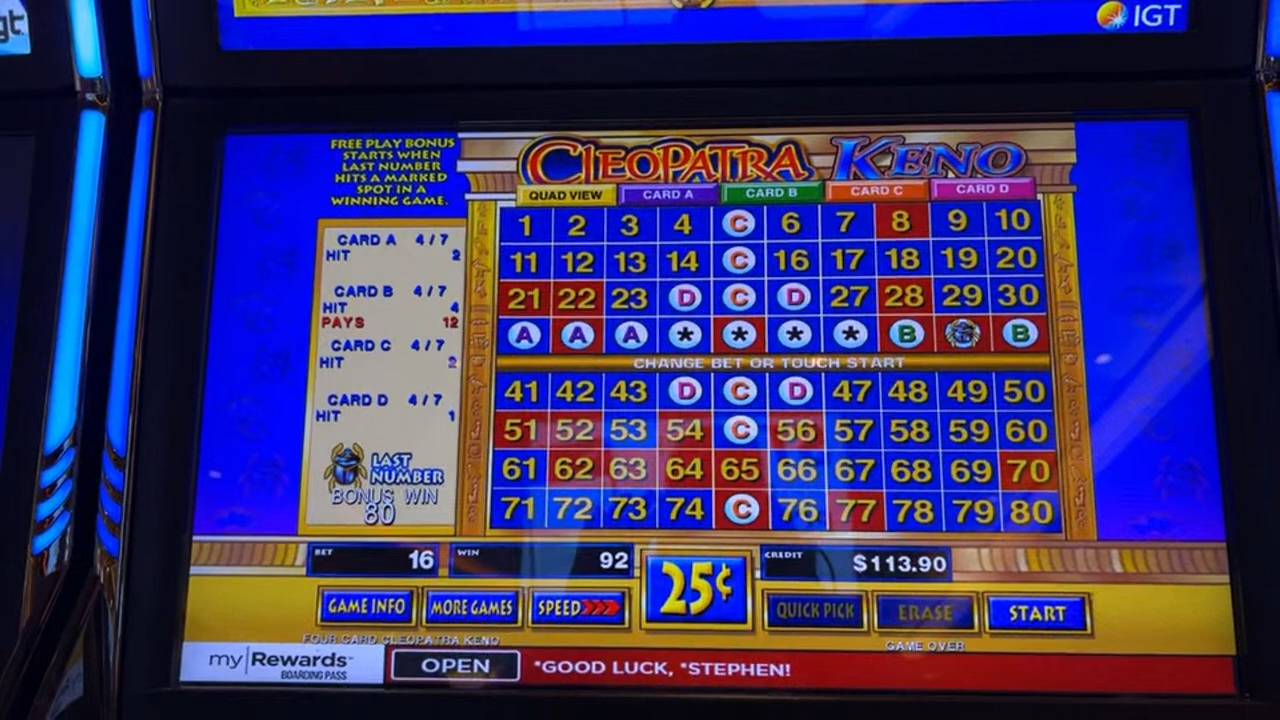 gt
IGT
FREE PLAY BONUS
STARTS WHEN
LAST NUMBER
HITS A MARKED
SPOT IN A
WINNING GAME.
CLEOPATRA KENO
QUAD VIEW CARD A CARD B CARD C CARD D
CARD A 4/7
HIT 2
CARD B 4/7
HIT 4
PAYS 12
CARD C 4/7
HIT 2
CARD D 4/7
HIT 1
LAST
NUMBER
BONUS WIN
80
1 2 3 4 C 6 7 8 9 10
11 12 13 14 C 16 17 18 19 20
21 22 23 D C D 27 28 29 30
A A A * * * * B B
CHANGE BET OR TOUCH START
41 42 43 D C D 47 48 49 50
51 52 53 54 C 56 57 58 59 60
61 62 63 64 65 66 67 68 69 70
71 72 73 74 C 76 77 78 79 80
BET 16 WIN 92 25¢ CREDIT $113.90
GAME INFO MORE GAMES SPEED QUICK PICK ERASE START
FOUR CARD CLEOPATRA KENO GAME OVER
my|Rewards™
BOARDING PASS
OPEN *GOOD LUCK, *STEPHEN!